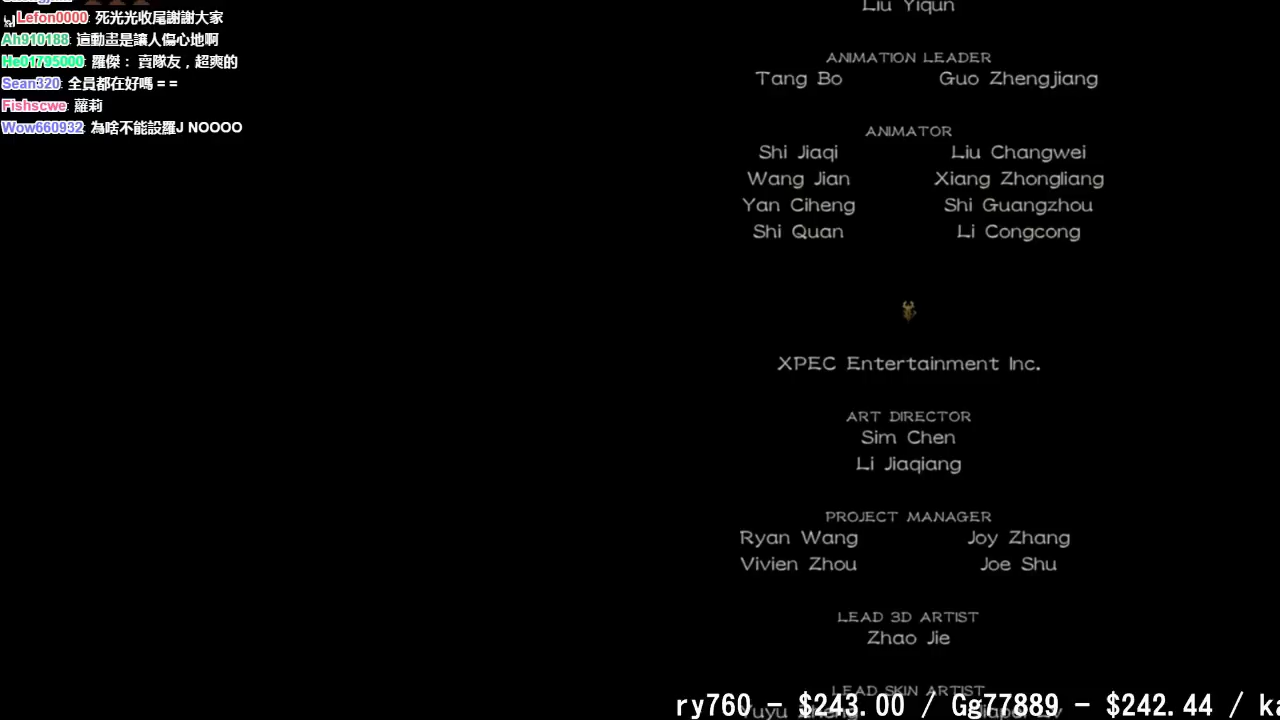 Lefon0000: 死光光收尾謝謝大家
Ah910188: 這動畫是讓人傷心地啊
He01795000: 羅傑： 賣隊友，超爽的
Sean320: 全員都在好嗎 = =
Fishscwe: 蘿莉
Wow660932: 為啥不能設羅J NOOOO
Liu Yiqun
ANIMATION LEADER
Tang Bo Guo Zhengjiang
ANIMATOR
Shi Jiaqi Liu Changwei
Wang Jian Xiang Zhongliang
Yan Ciheng Shi Guangzhou
Shi Quan Li Congcong
XPEC Entertainment Inc.
ART DIRECTOR
Sim Chen
Li Jiaqiang
PROJECT MANAGER
Ryan Wang Joy Zhang
Vivien Zhou Joe Shu
LEAD 3D ARTIST
Zhao Jie
LEAD SKIN ARTIST
ry760 - $243.00 / Gg77889 - $242.44 / ka